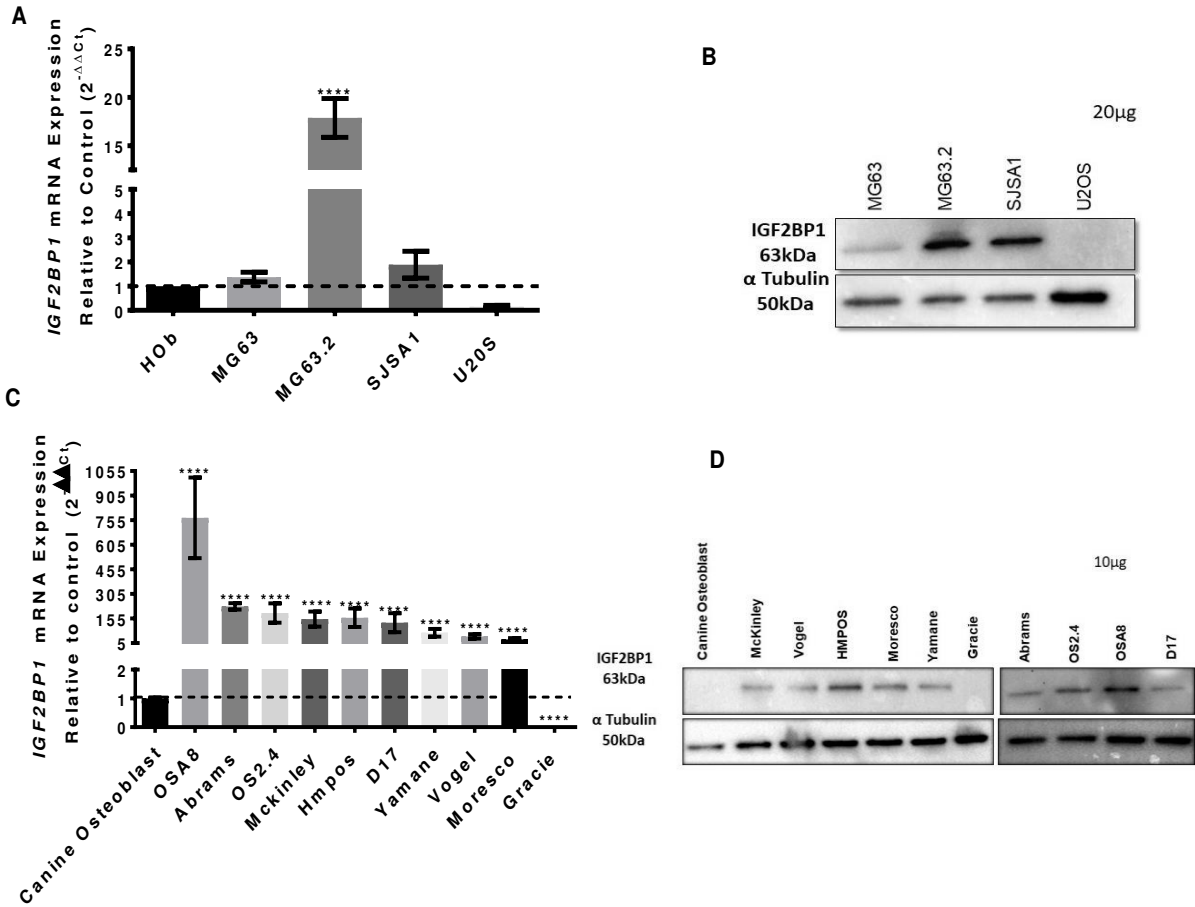 A
IGF2BP1 mRNA Expression
Relative to Control (2-ΔΔCt)
25
20
15
5
4
3
2
1
0
****
HOb
MG63
MG63.2
SJSA1
U20S
B
20µg
MG63
MG63.2
SJSA1
U2OS
IGF2BP1
63kDa
α Tubulin
50kDa
C
IGF2BP1 mRNA Expression
Relative to control (2-▲▲Ct)
1055
905
755
605
455
305
155
5
2
1
0
****
****
****
****
****
****
****
****
****
****
Canine Osteoblast
OSA8
Abrams
OS2.4
Mckinley
Hmpos
D17
Yamane
Vogel
Moresco
Gracie
D
10µg
Canine Osteoblast
McKinley
Vogel
HMPOS
Moresco
Yamane
Gracie
Abrams
OS2.4
OSA8
D17
IGF2BP1
63kDa
α Tubulin
50kDa